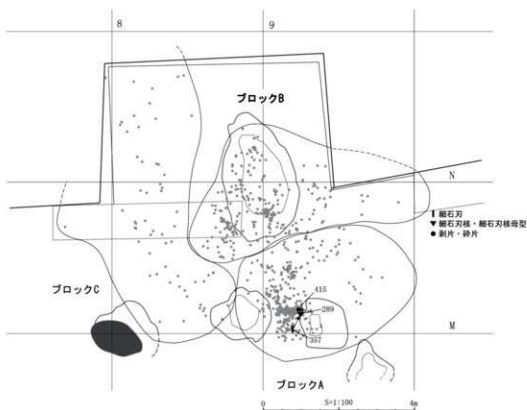 8 9
ブロックB
N
細石刃
細石刃核・細石刃核母型
剥片・砕片
ブロックC
415
289
M
357
ブロックA
S=1:100
0 4m